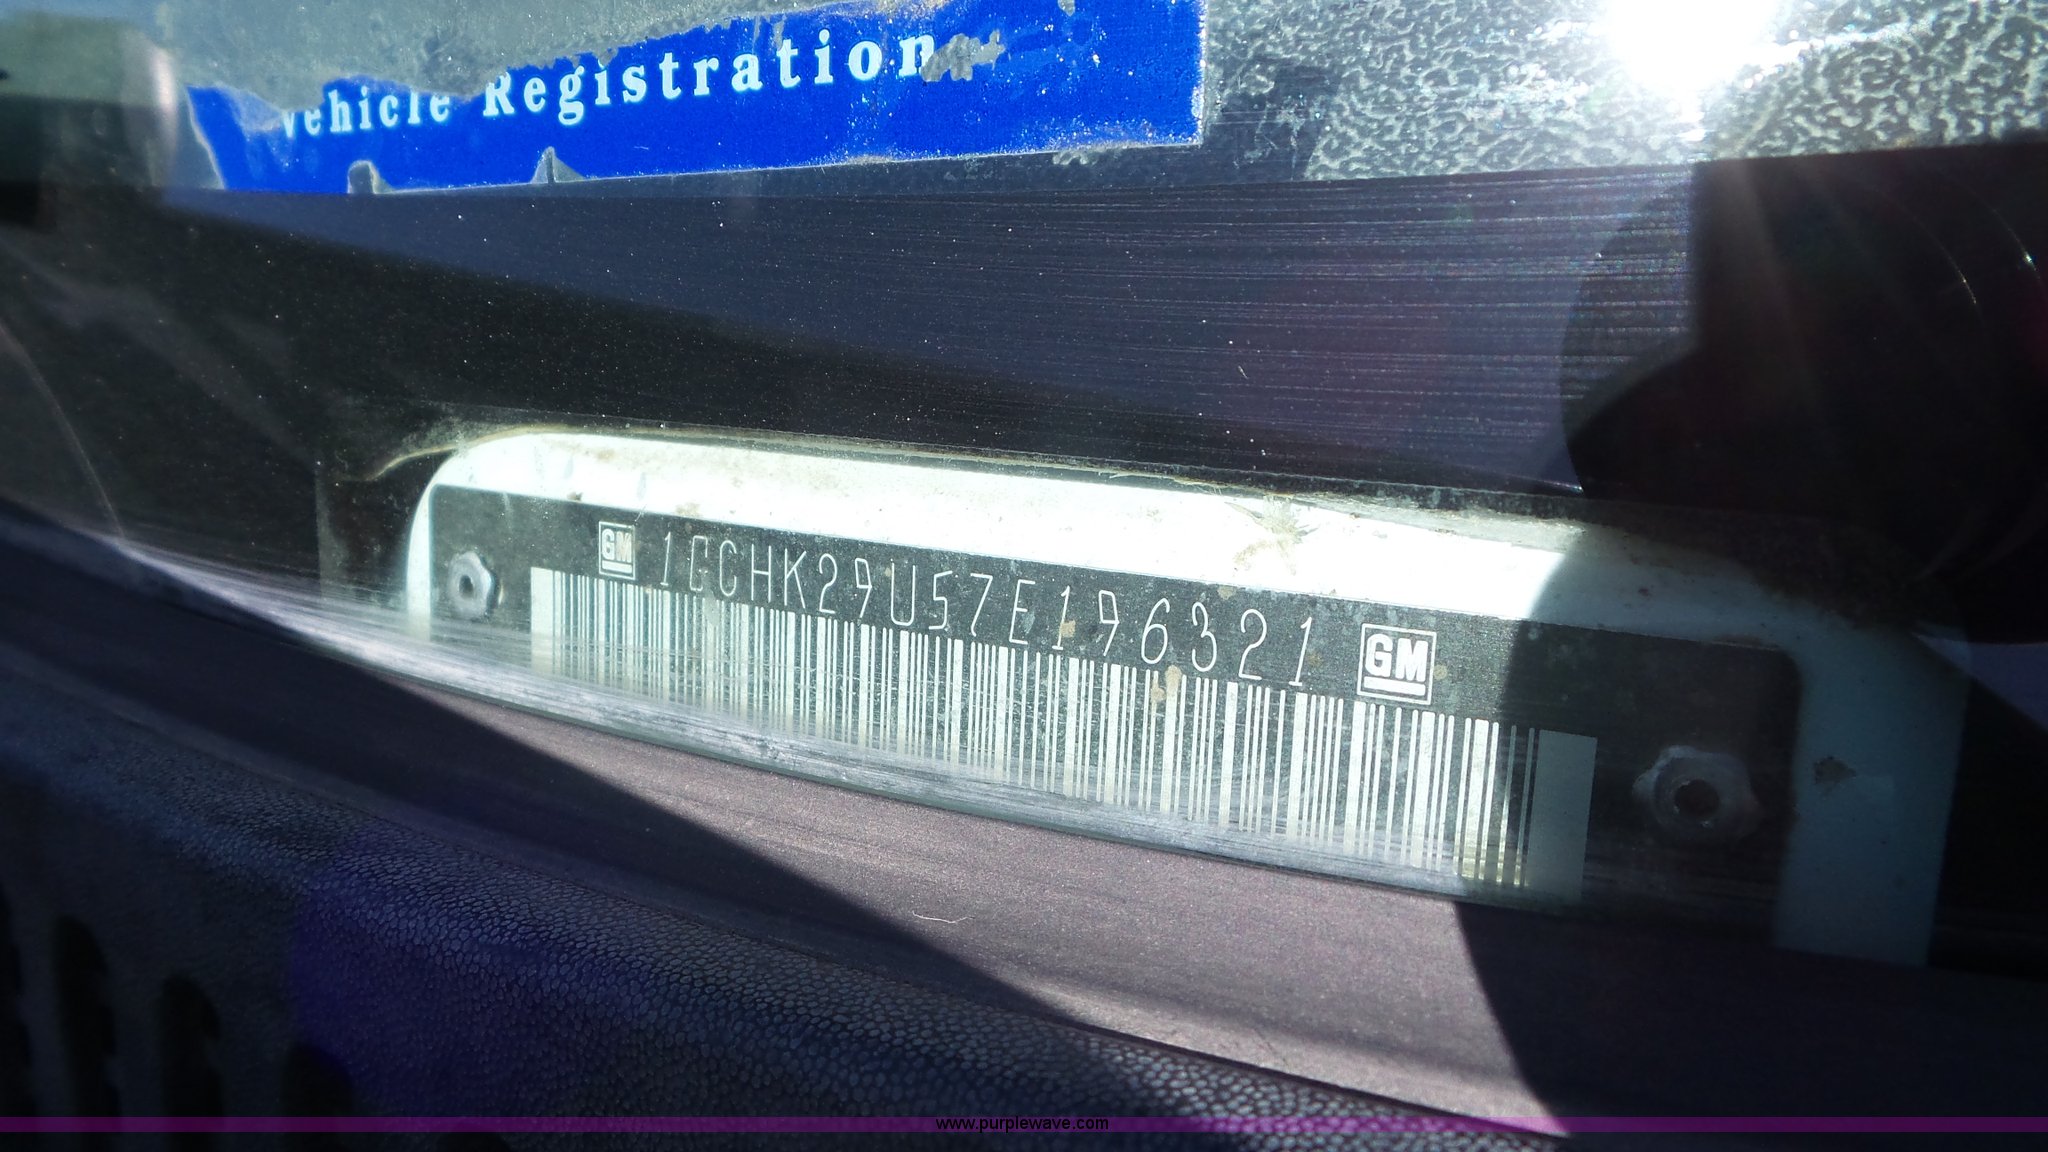 Vehicle Registration
GM 1GCHK29U57E196321 GM
www.purplewave.com